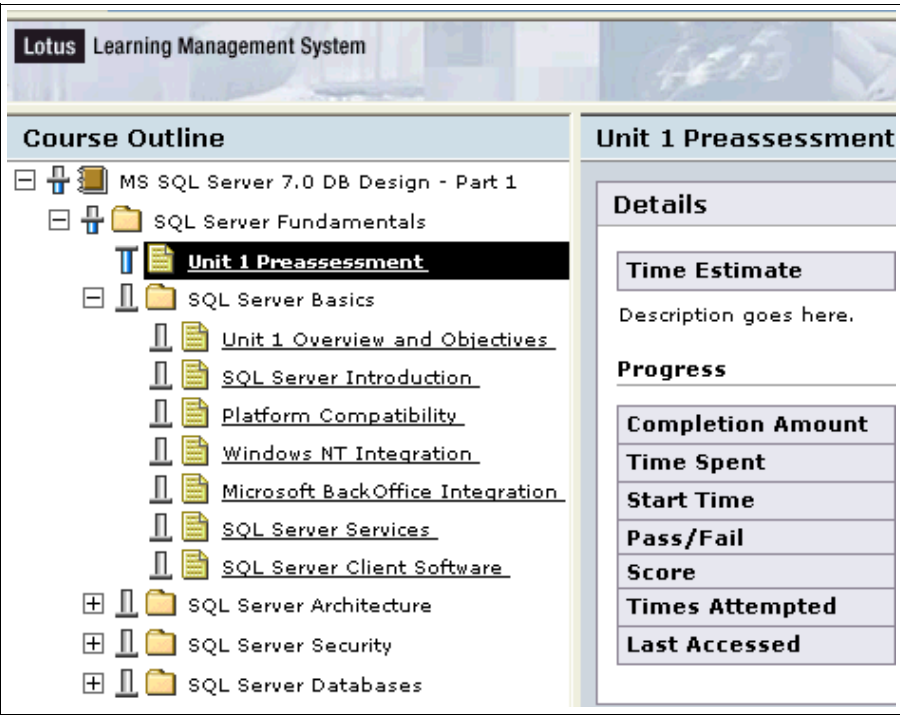 Lotus Learning Management System
Course Outline
MS SQL Server 7.0 DB Design - Part 1
SQL Server Fundamentals
Unit 1 Preassessment
SQL Server Basics
Unit 1 Overview and Objectives
SQL Server Introduction
Platform Compatibility
Windows NT Integration
Microsoft BackOffice Integration
SQL Server Services
SQL Server Client Software
SQL Server Architecture
SQL Server Security
SQL Server Databases
Unit 1 Preassessment
Details
Time Estimate
Description goes here.
Progress
Completion Amount
Time Spent
Start Time
Pass/Fail
Score
Times Attempted
Last Accessed